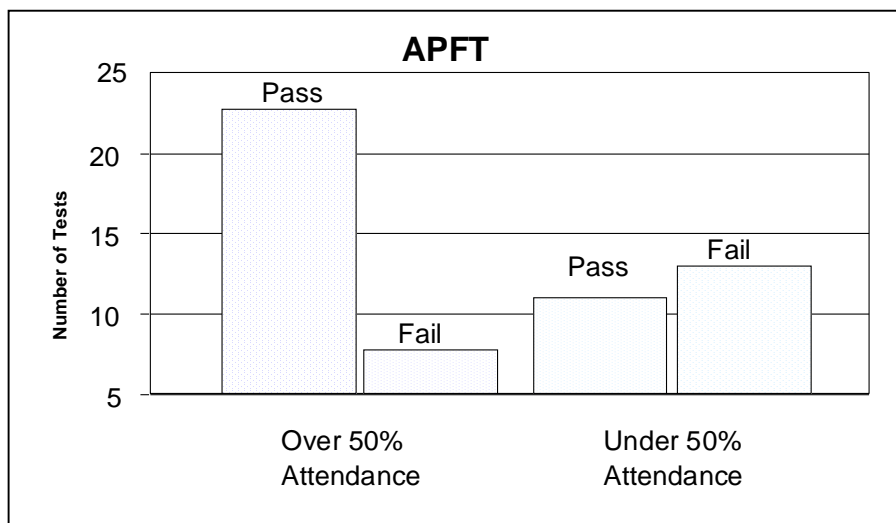 APFT
25
20
15
10
5
Number of Tests
Pass
Fail
Pass
Fail
Over 50%
Attendance
Under 50%
Attendance